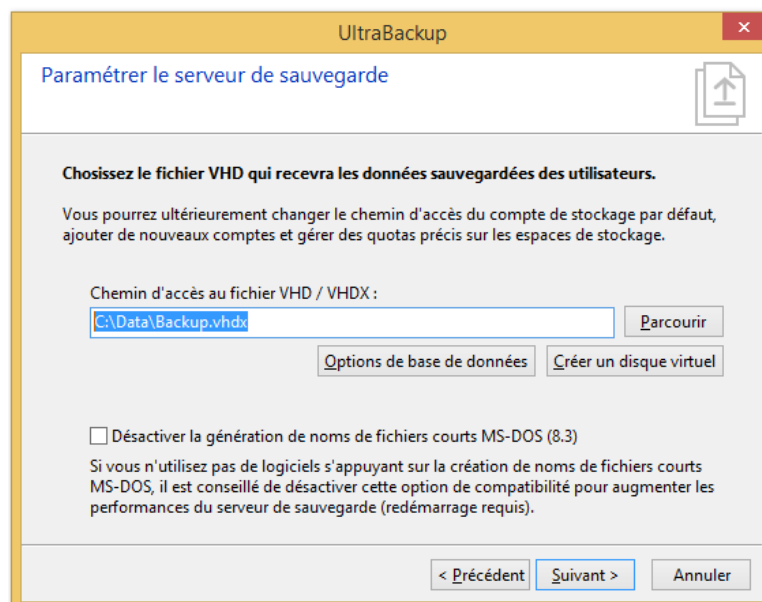 UltraBackup
Paramétrer le serveur de sauvegarde
Chosissez le fichier VHD qui recevra les données sauvegardées des utilisateurs.
Vous pourrez ultérieurement changer le chemin d'accès du compte de stockage par défaut,
ajouter de nouveaux comptes et gérer des quotas précis sur les espaces de stockage.
Chemin d'accès au fichier VHD / VHDX :
C:\Data\Backup.vhdx
Parcourir
Options de base de données
Créer un disque virtuel
Désactiver la génération de noms de fichiers courts MS-DOS (8.3)
Si vous n'utilisez pas de logiciels s'appuyant sur la création de noms de fichiers courts
MS-DOS, il est conseillé de désactiver cette option de compatibilité pour augmenter les
performances du serveur de sauvegarde (redémarrage requis).
< Précédent
Suivant >
Annuler